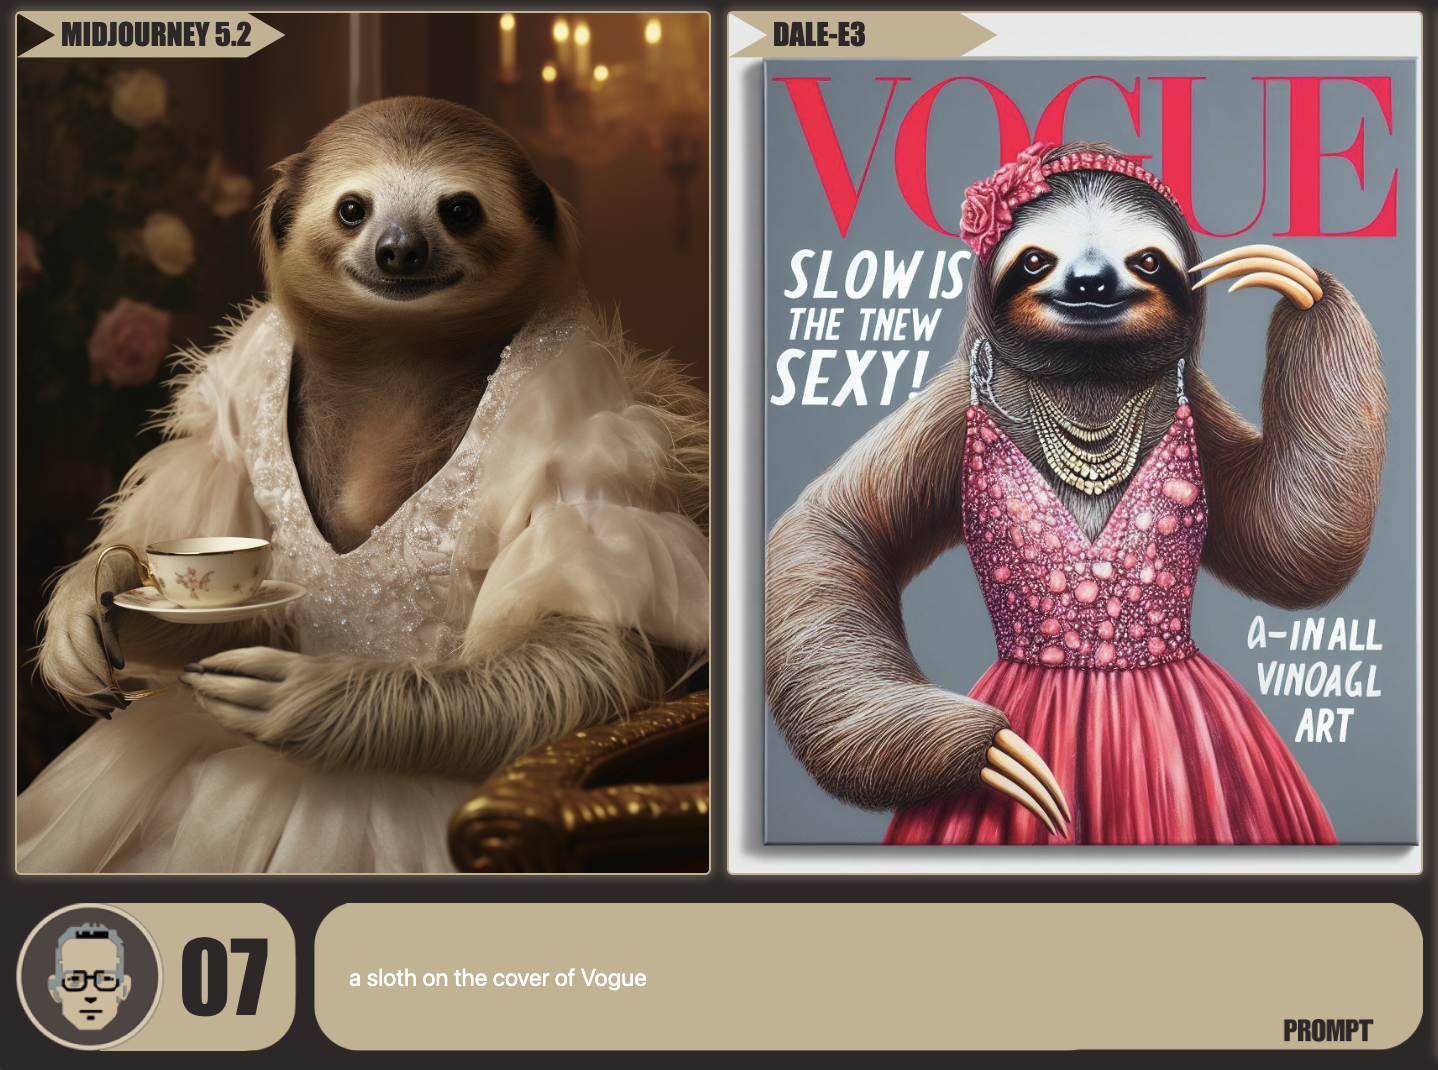 MIDJOURNEY 5.2
DALE-E3
VOGUE
SLOW IS
THE TNEW
SEXY!
a-IN ALL
VINOAGL
ART
07
a sloth on the cover of Vogue
PROMPT